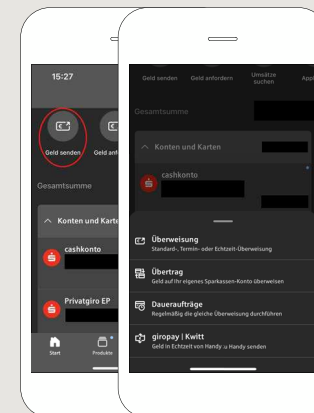 15:27
Geld senden
Geld anf
Gesamtsumme
Konten und Karte
cashkonto
Privatgiro EP
Start
Produkte
Geld senden
Geld anfordern
Umsätze
suchen
Appl
Gesamtsumme
Konten und Karten
cashkonto
Überweisung
Standard-, Termin- oder Echtzeit-Überweisung
Übertrag
Geld auf Ihr eigenes Sparkassen-Konto überweisen
Daueraufträge
Regelmäßig die gleiche Überweisung durchführen
giropay | Kwitt
Geld in Echtzeit von Handy zu Handy senden